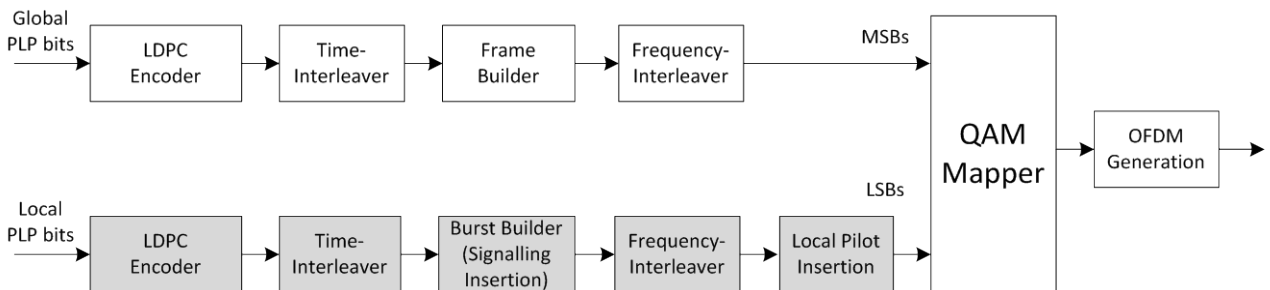 Global
PLP bits
LDPC
Encoder
Time-
Interleaver
Frame
Builder
Frequency-
Interleaver
MSBs
QAM
Mapper
OFDM
Generation
Local
PLP bits
LDPC
Encoder
Time-
Interleaver
Burst Builder
(Signalling
Insertion)
Frequency-
Interleaver
Local Pilot
Insertion
LSBs